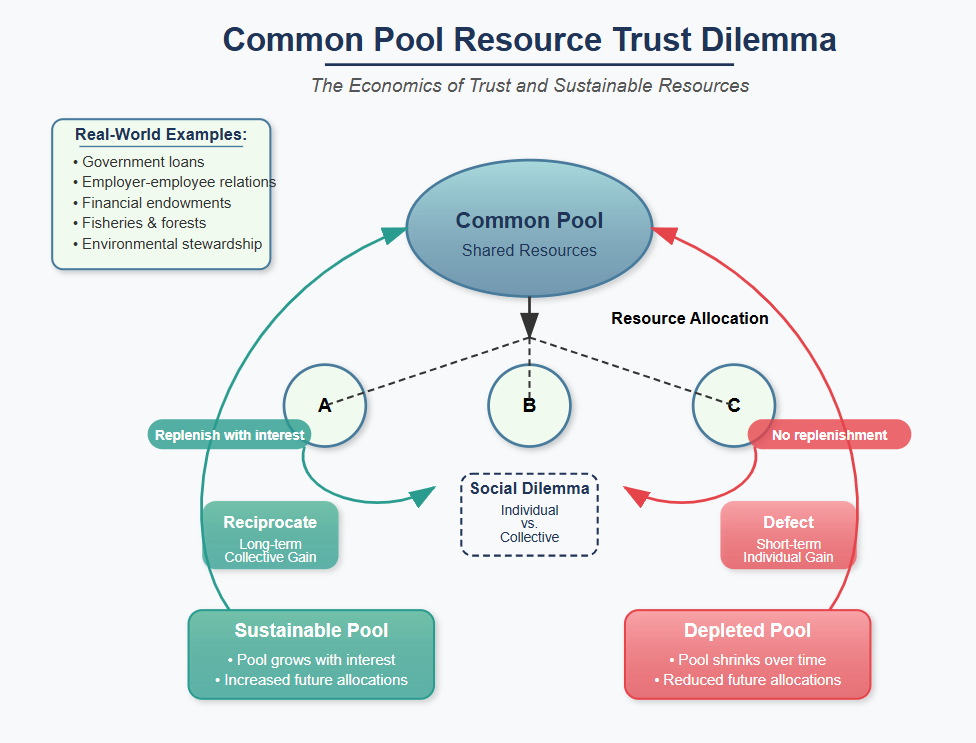 Common Pool Resource Trust Dilemma
The Economics of Trust and Sustainable Resources
Real-World Examples:
• Government loans
• Employer-employee relations
• Financial endowments
• Fisheries & forests
• Environmental stewardship
Common Pool
Shared Resources
Resource Allocation
A
B
C
Replenish with interest
No replenishment
Social Dilemma
Individual
vs.
Collective
Reciprocate
Long-term
Collective Gain
Defect
Short-term
Individual Gain
Sustainable Pool
• Pool grows with interest
• Increased future allocations
Depleted Pool
• Pool shrinks over time
• Reduced future allocations